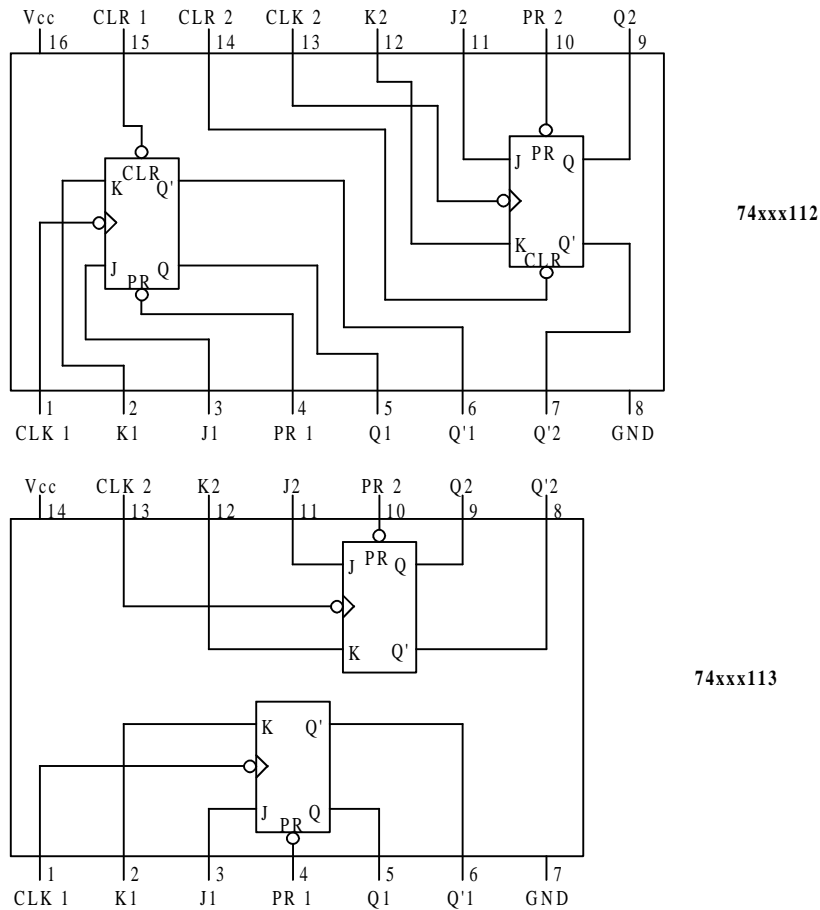 Vcc CLR 1 CLR 2 CLK 2 K2 J2 PR 2 Q2
16 15 14 13 12 11 10 9
CLR
K Q'
J Q
PR
PR
J Q
K Q'
CLR
74xxx112
1 2 3 4 5 6 7 8
CLK 1 K1 J1 PR 1 Q1 Q'1 Q'2 GND
Vcc CLK 2 K2 J2 PR 2 Q2 Q'2
14 13 12 11 10 9 8
PR
J Q
K Q'
74xxx113
K Q'
J Q
PR
1 2 3 4 5 6 7
CLK 1 K1 J1 PR 1 Q1 Q'1 GND